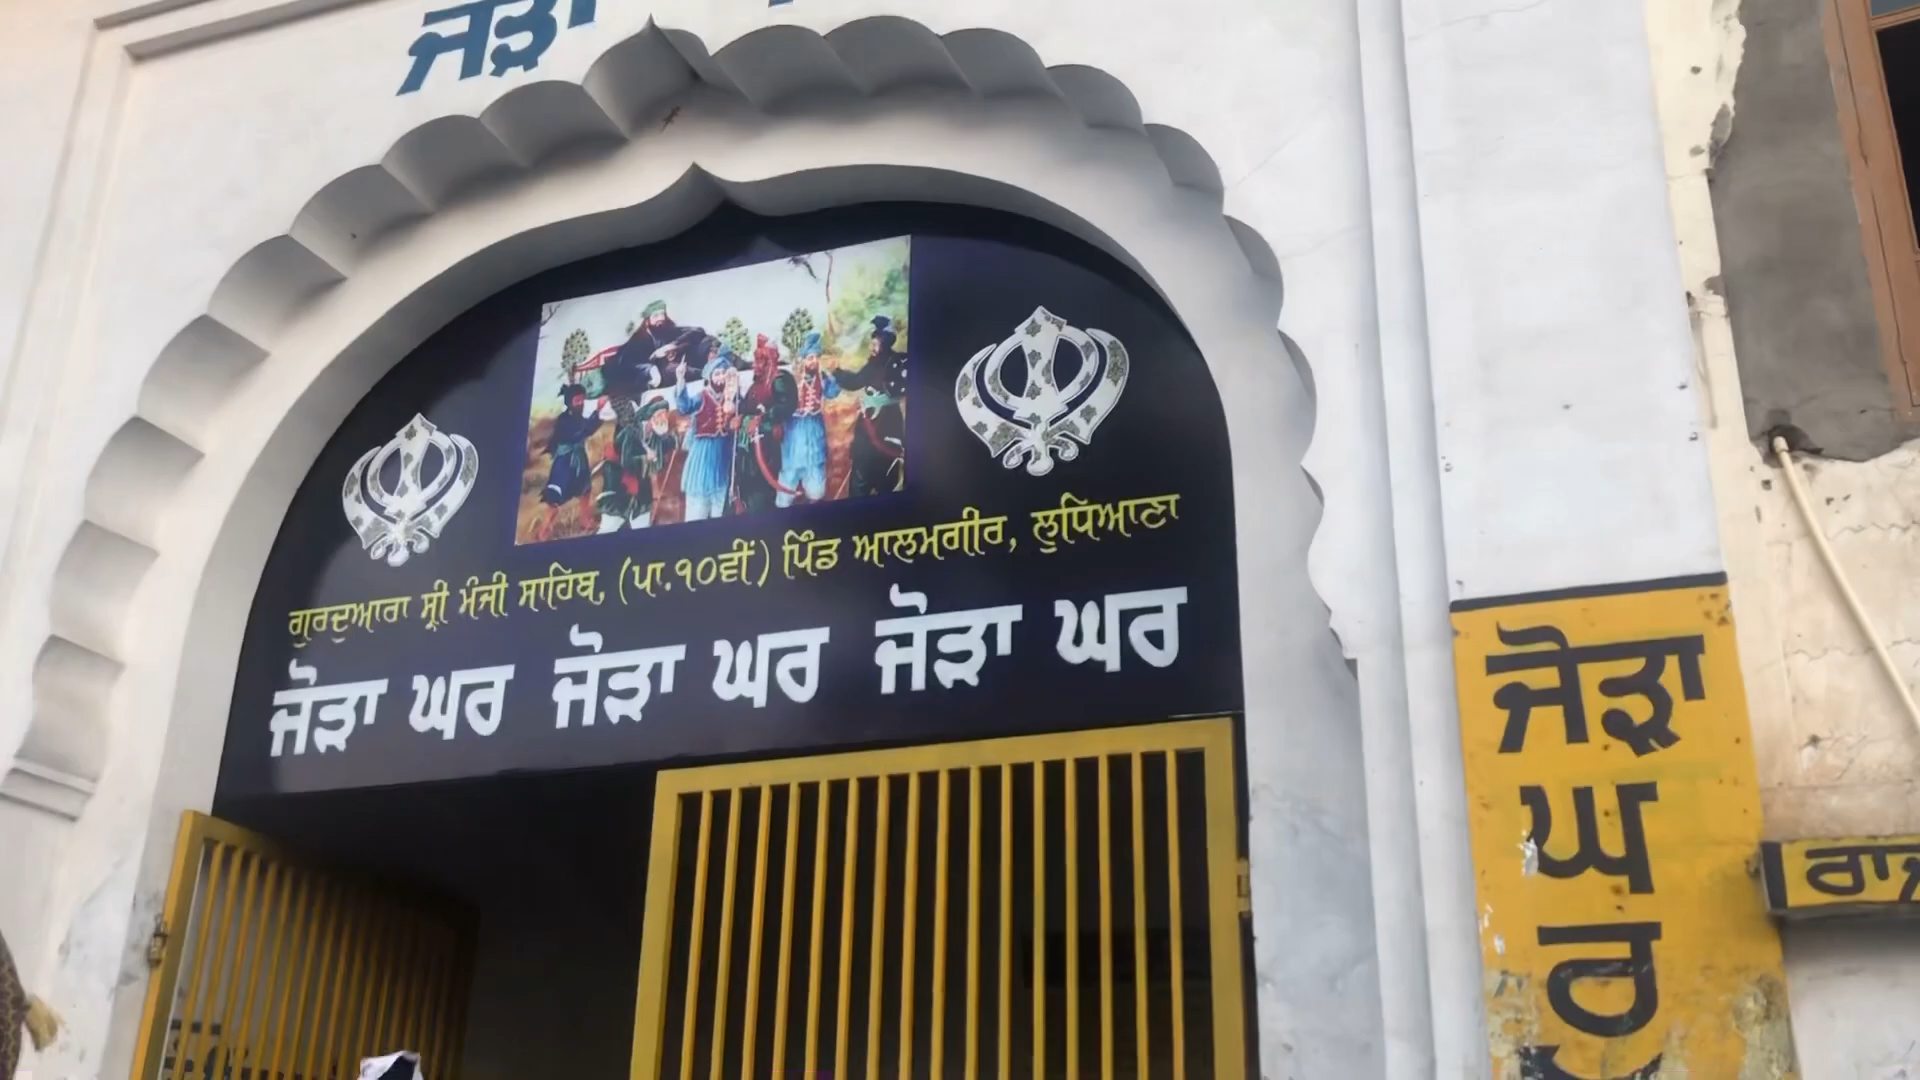 ਜੋੜਾ
ਗੁਰਦੁਆਰਾ ਸ਼੍ਰੀ ਮੰਜੀ ਸਾਹਿਬ, (ਪਾ.੧੦ਵੀਂ) ਪਿੰਡ ਆਲਮਗੀਰ, ਲੁਧਿਆਣਾ
ਜੋੜਾ ਘਰ ਜੋੜਾ ਘਰ ਜੋੜਾ ਘਰ
ਜੋੜਾ
ਘ
ਰ